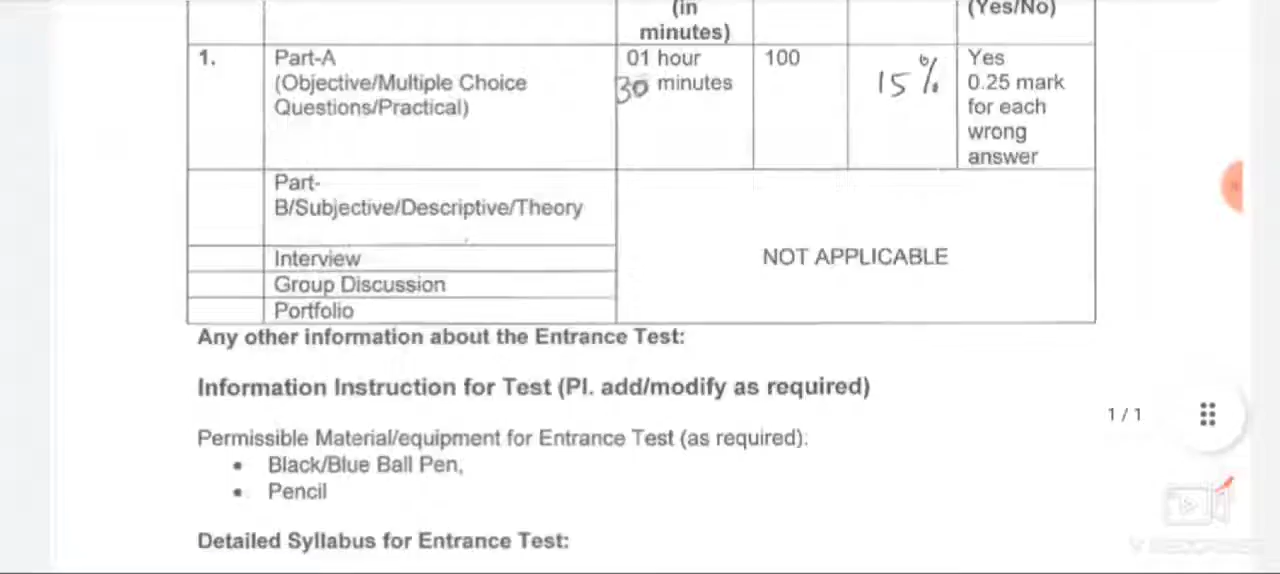 (in
minutes)
(Yes/No)
1.
Part-A
(Objective/Multiple Choice
Questions/Practical)
01 hour
30 minutes
100
15%
Yes
0.25 mark
for each
wrong
answer
Part-
B/Subjective/Descriptive/Theory
Interview
Group Discussion
Portfolio
NOT APPLICABLE
Any other information about the Entrance Test:
Information Instruction for Test (Pl. add/modify as required)
1 / 1
Permissible Material/equipment for Entrance Test (as required):
• Black/Blue Ball Pen,
• Pencil
Detailed Syllabus for Entrance Test: